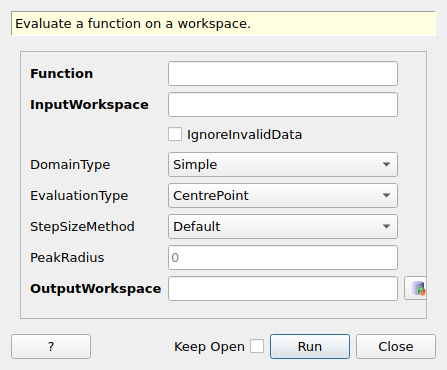 Evaluate a function on a workspace.
Function
InputWorkspace
IgnoreInvalidData
DomainType Simple
EvaluationType CentrePoint
StepSizeMethod Default
PeakRadius 0
OutputWorkspace
? Keep Open Run Close